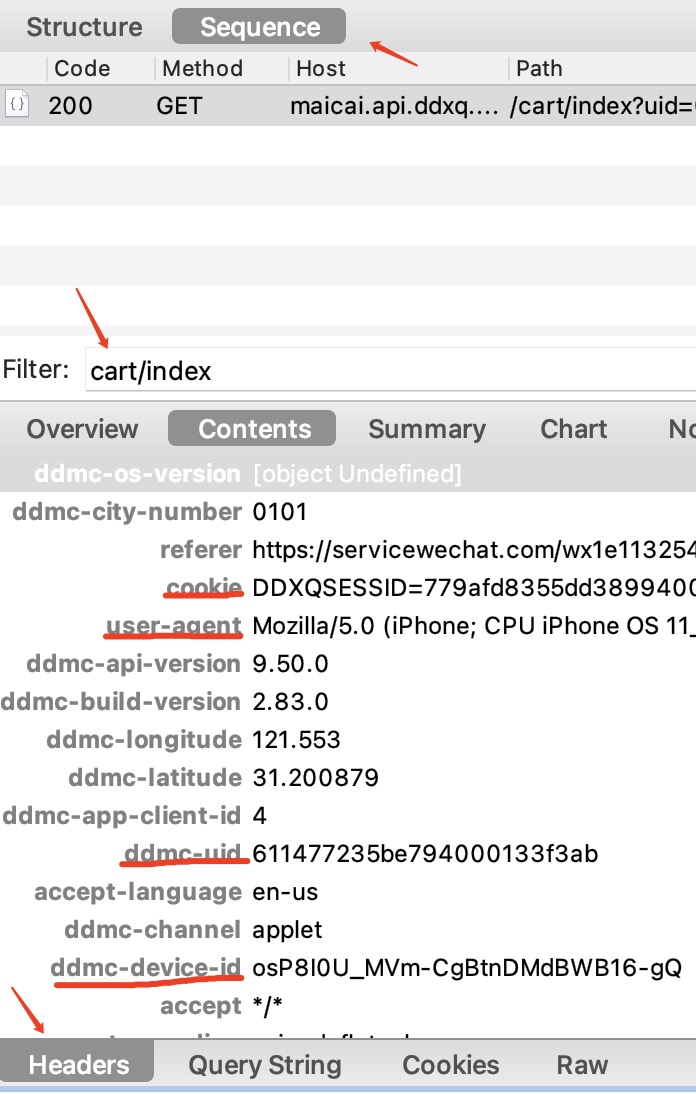 Structure Sequence
Code Method Host Path
{} 200 GET maicai.api.ddxq.... /cart/index?uid=
Filter: cart/index
Overview Contents Summary Chart
ddmc-os-version [object Undefined]
ddmc-city-number 0101
referer https://servicewechat.com/wx1e113254
cookie DDXQSESSID=779afd8355dd3899400
user-agent Mozilla/5.0 (iPhone; CPU iPhone OS 11_
ddmc-api-version 9.50.0
ddmc-build-version 2.83.0
ddmc-longitude 121.553
ddmc-latitude 31.200879
ddmc-app-client-id 4
ddmc-uid 611477235be794000133f3ab
accept-language en-us
ddmc-channel applet
ddmc-device-id osP8I0U_MVm-CgBtnDMdBWB16-gQ
accept */*
Headers Query String Cookies Raw